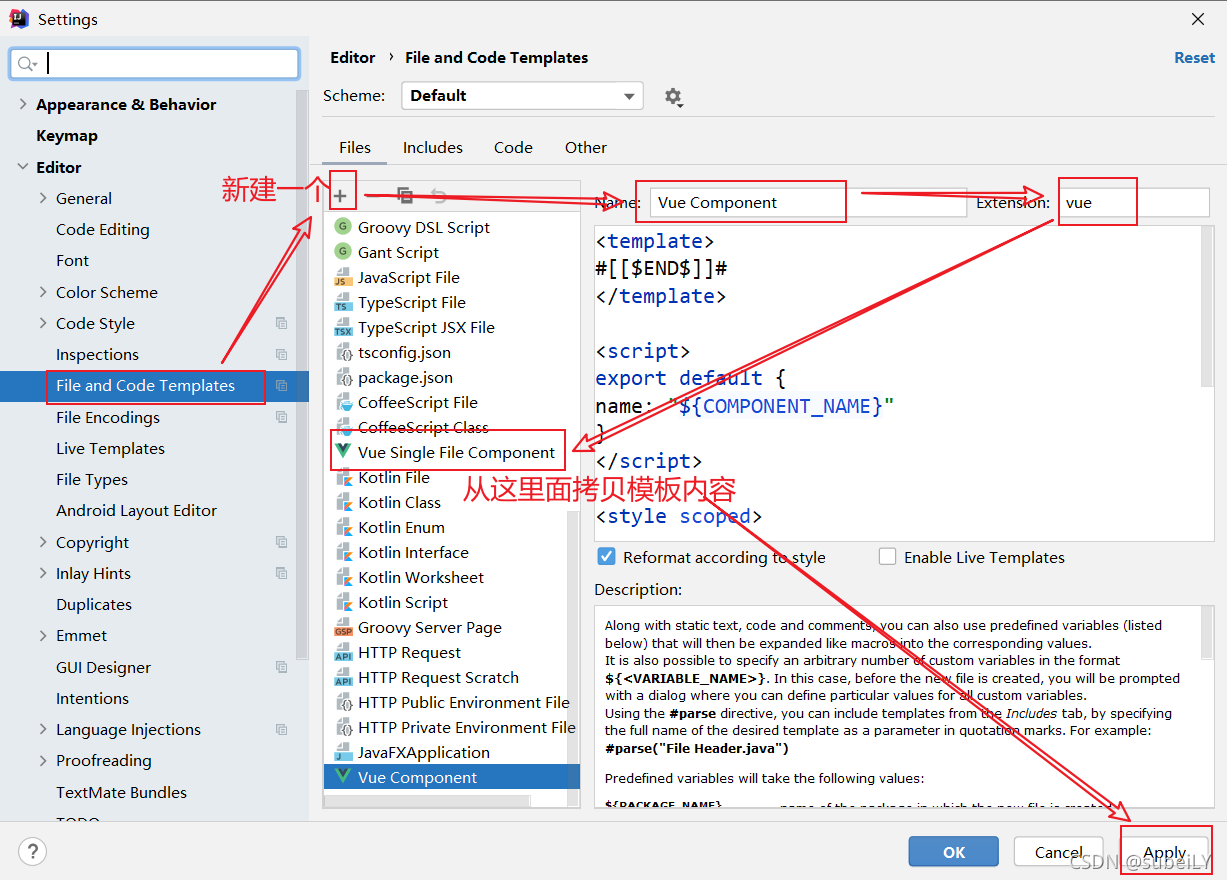 Settings
Editor › File and Code Templates
Reset
Scheme: Default
Files Includes Code Other
Appearance & Behavior
Keymap
Editor
General
Code Editing
Font
Color Scheme
Code Style
Inspections
File and Code Templates
File Encodings
Live Templates
File Types
Android Layout Editor
Copyright
Inlay Hints
Duplicates
Emmet
GUI Designer
Intentions
Language Injections
Proofreading
TextMate Bundles
TODO
新建一个
Groovy DSL Script
Gant Script
JavaScript File
TypeScript File
TypeScript JSX File
tsconfig.json
package.json
CoffeeScript File
CoffeeScript Class
Vue Single File Component
Kotlin File
Kotlin Class
Kotlin Enum
Kotlin Interface
Kotlin Worksheet
Kotlin Script
Groovy Server Page
HTTP Request
HTTP Request Scratch
HTTP Public Environment File
HTTP Private Environment File
JavaFXApplication
Vue Component
Name: Vue Component Extension: vue
<template>
#[[$END$]]#
</template>
<script>
export default {
name: "${COMPONENT_NAME}"
}
</script>
从这里面拷贝模板内容
<style scoped>
Reformat according to style Enable Live Templates
Description:
Along with static text, code and comments, you can also use predefined variables (listed
below) that will then be expanded like macros into the corresponding values.
It is also possible to specify an arbitrary number of custom variables in the format
${<VARIABLE_NAME>}. In this case, before the new file is created, you will be prompted
with a dialog where you can define particular values for all custom variables.
Using the #parse directive, you can include templates from the Includes tab, by specifying
the full name of the desired template as a parameter in quotation marks. For example:
#parse("File Header.java")
Predefined variables will take the following values:
${PACKAGE_NAME} name of the package in which the new file is created
? OK Cancel Apply
CSDN @subeiLY